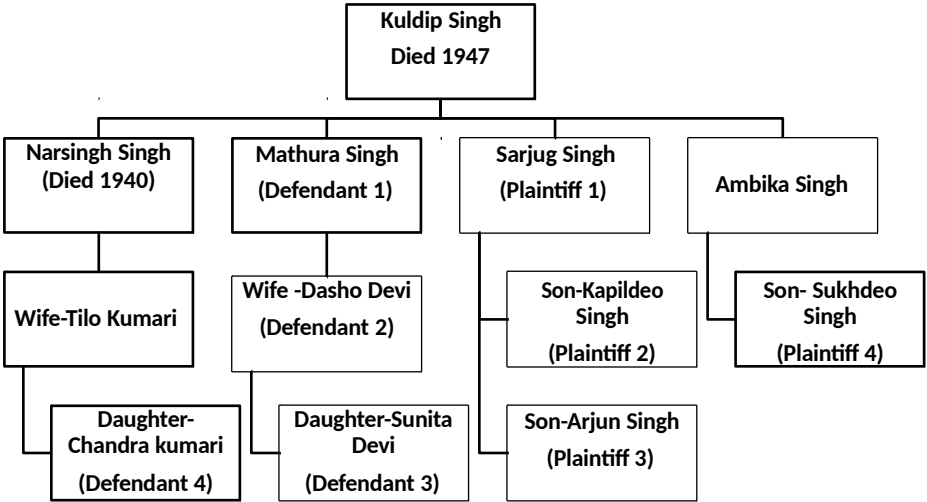 Kuldip Singh
Died 1947
Narsingh Singh
(Died 1940)
Mathura Singh
(Defendant 1)
Sarjug Singh
(Plaintiff 1)
Ambika Singh
Wife-Tilo Kumari
Wife -Dasho Devi
(Defendant 2)
Son-Kapildeo
Singh
(Plaintiff 2)
Son- Sukhdeo
Singh
(Plaintiff 4)
Daughter-
Chandra kumari
(Defendant 4)
Daughter-Sunita
Devi
(Defendant 3)
Son-Arjun Singh
(Plaintiff 3)